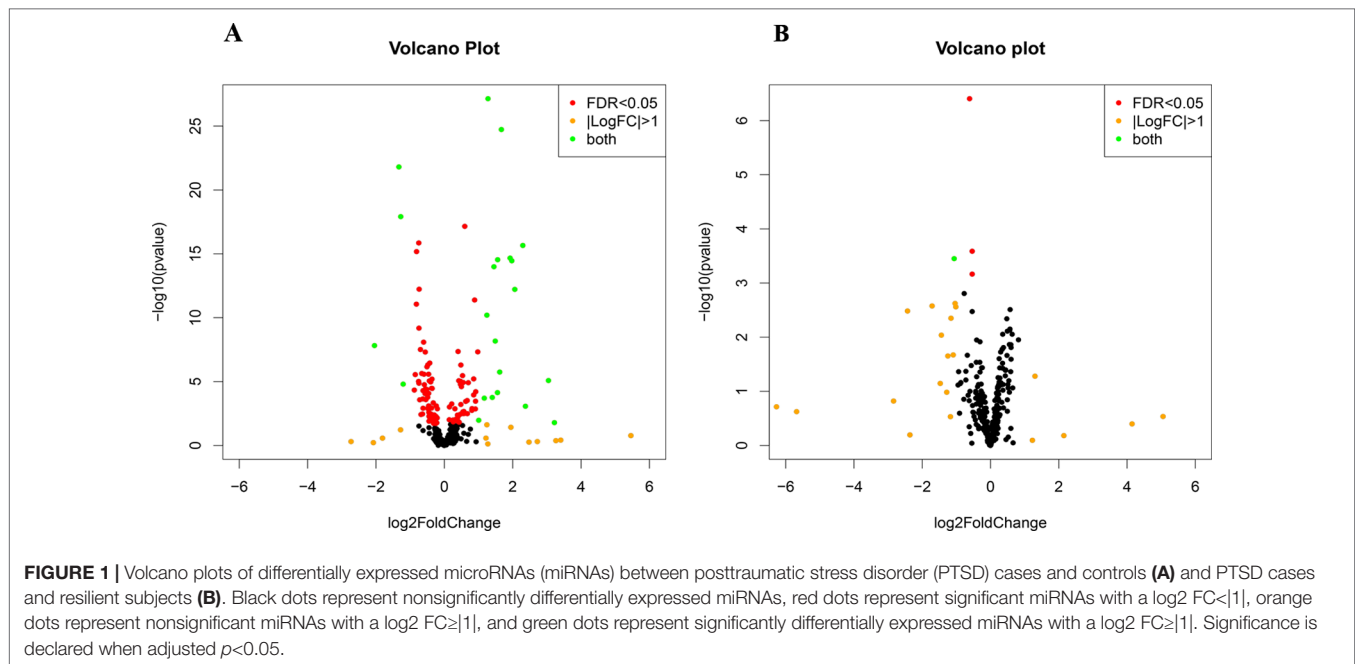 A
Volcano Plot
FDR<0.05
|LogFC|>1
both
−log10(pvalue)
25
20
15
10
5
0
−6 −4 −2 0 2 4 6
log2FoldChange
B
Volcano plot
FDR<0.05
|LogFC|>1
both
−log10(pvalue)
6
5
4
3
2
1
0
−6 −4 −2 0 2 4 6
log2FoldChange
FIGURE 1 | Volcano plots of differentially expressed microRNAs (miRNAs) between posttraumatic stress disorder (PTSD) cases and controls (A) and PTSD cases
and resilient subjects (B). Black dots represent nonsignificantly differentially expressed miRNAs, red dots represent significant miRNAs with a log2 FC<|1|, orange
dots represent nonsignificant miRNAs with a log2 FC≥|1|, and green dots represent significantly differentially expressed miRNAs with a log2 FC≥|1|. Significance is
declared when adjusted p<0.05.